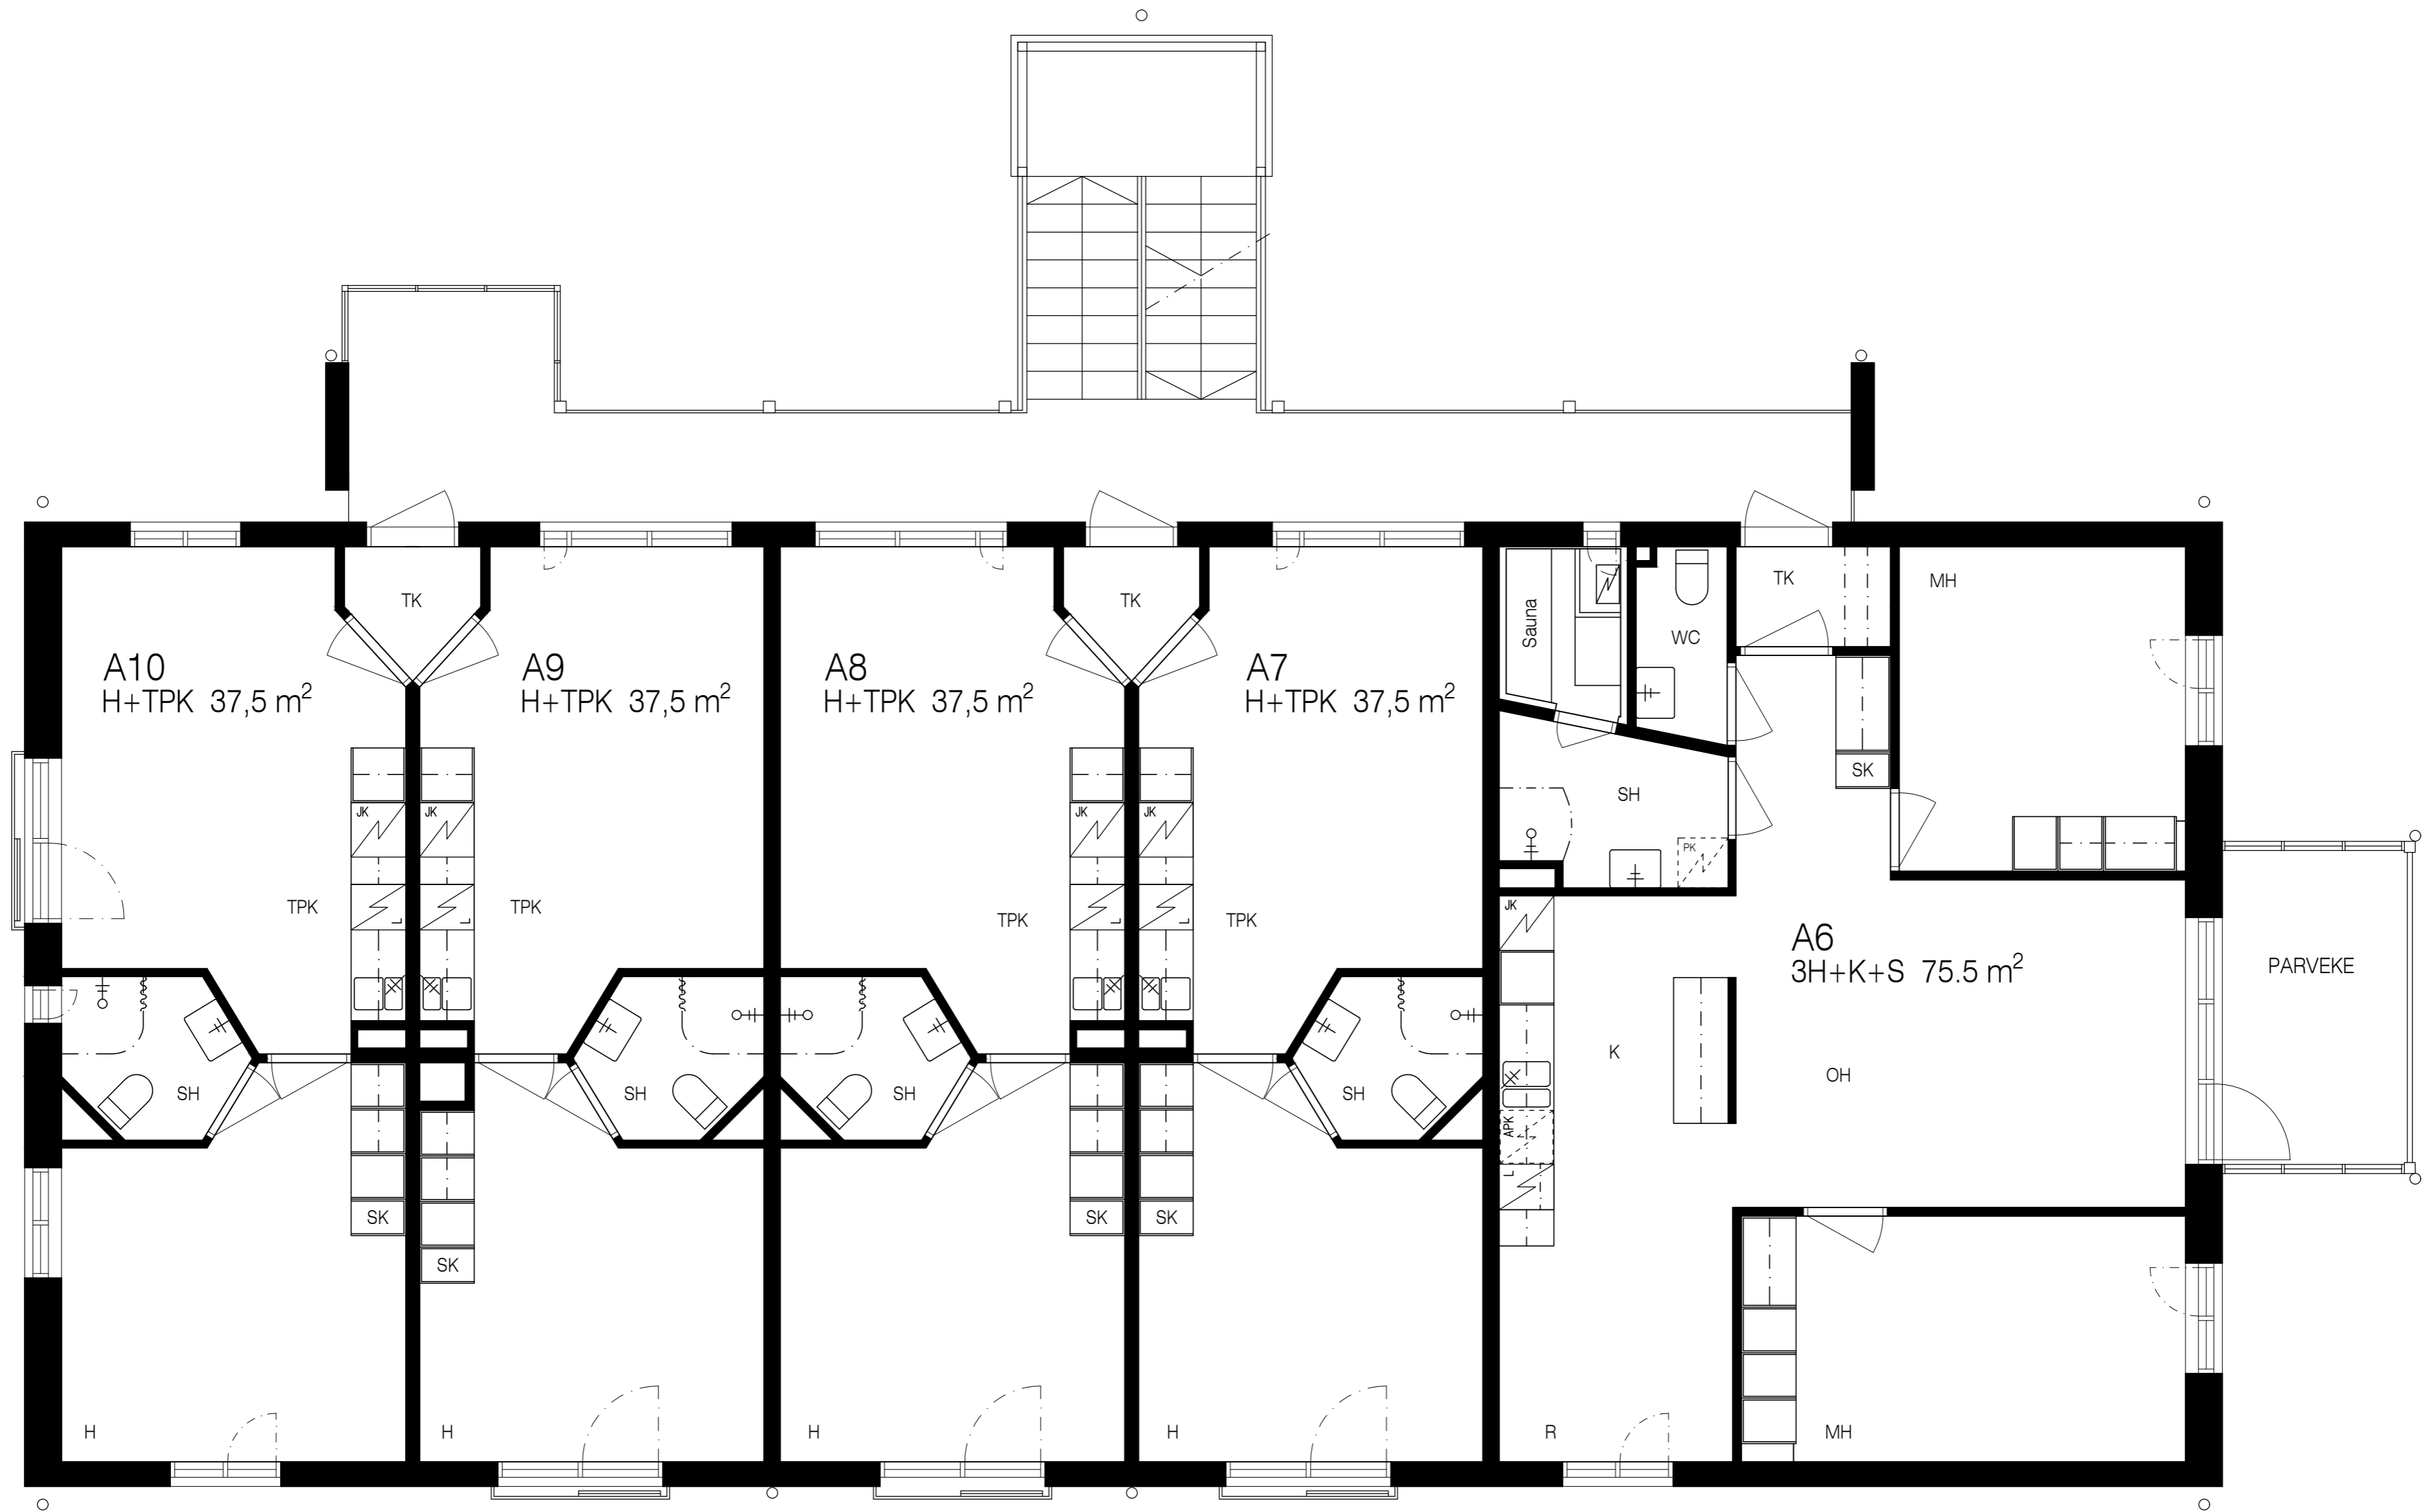 TK
TK
TK
MH
Sauna
WC
A10
H+TPK 37,5 m²
A9
H+TPK 37,5 m²
A8
H+TPK 37,5 m²
A7
H+TPK 37,5 m²
SK
SH
JK
JK
JK
JK
PK
TPK
TPK
TPK
TPK
L
L
L
L
JK
A6
3H+K+S 75.5 m²
PARVEKE
K
OH
SH
SH
SH
SH
APK
L
SK
SK
SK
SK
H
H
H
H
R
MH